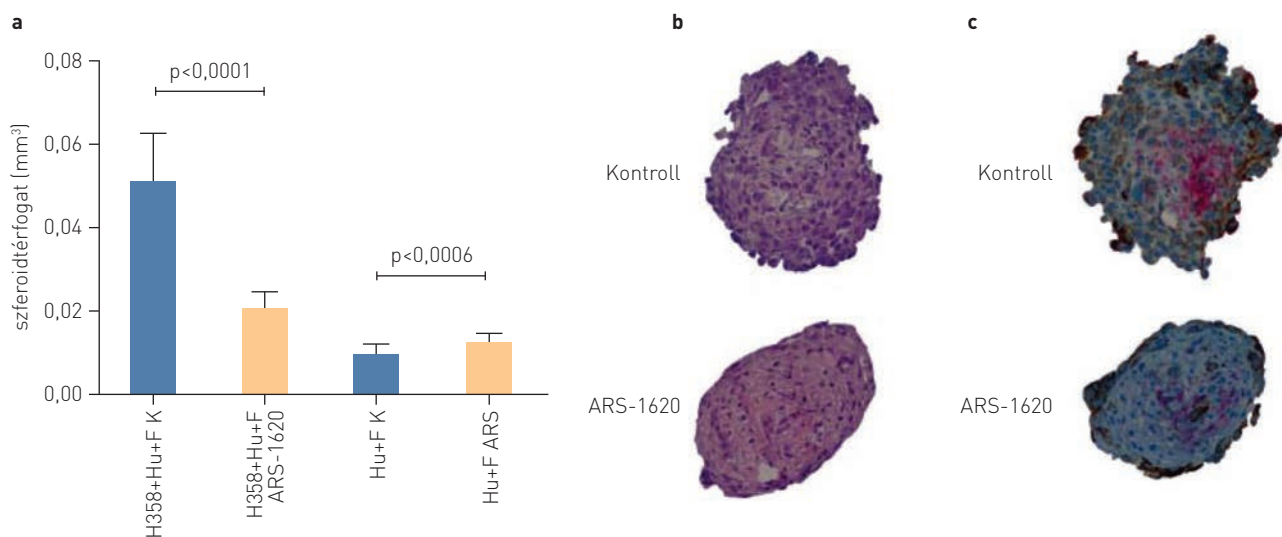 a
szferoidtérfogat (mm³)
0,08
0,06
0,04
0,02
0,00
p<0,0001
p<0,0006
H358+Hu+F K
H358+Hu+F
ARS-1620
Hu+F K
Hu+F ARS
b
Kontroll
ARS-1620
c
Kontroll
ARS-1620